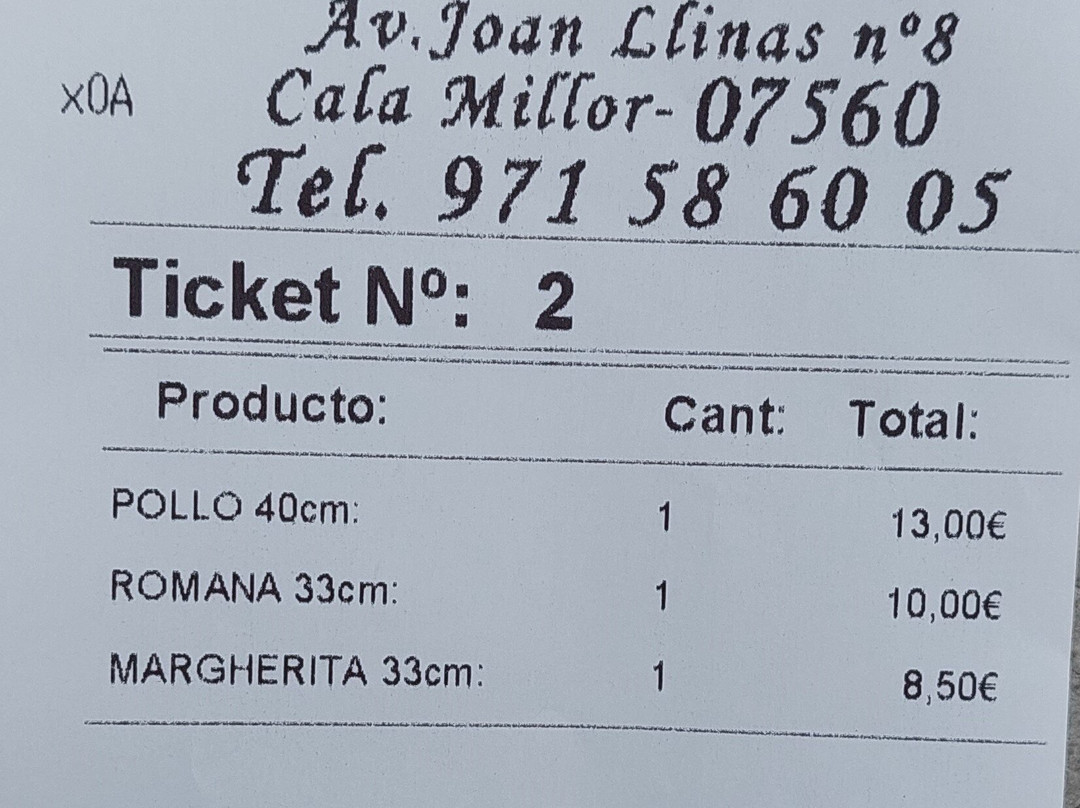 Av. Joan Llinas nº8
x0A
Cala Millor- 07560
Tel. 971 58 60 05
Ticket Nº: 2
Producto: Cant: Total:
POLLO 40cm: 1 13,00€
ROMANA 33cm: 1 10,00€
MARGHERITA 33cm: 1 8,50€